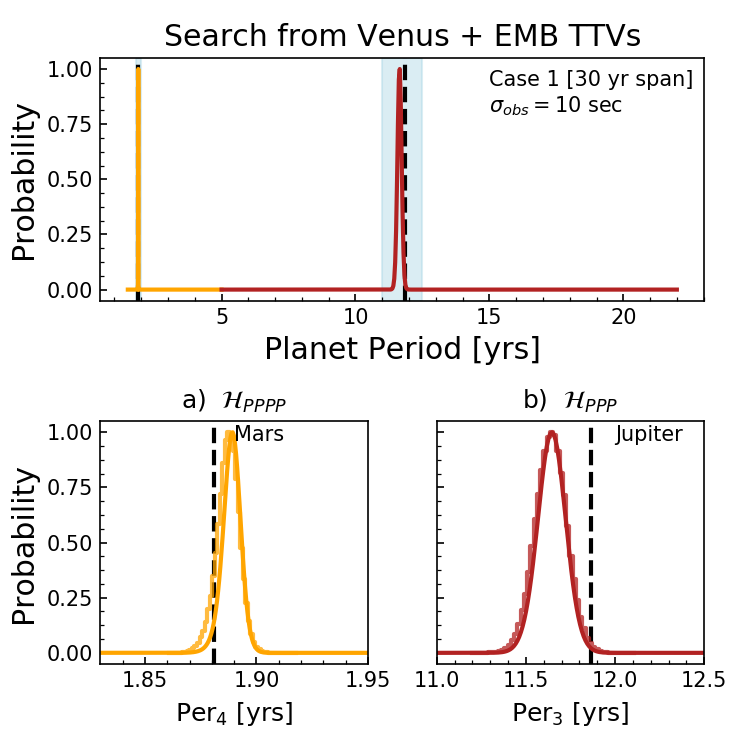 Search from Venus + EMB TTVs
Case 1 [30 yr span]
σ_obs = 10 sec
Probability
1.00
0.75
0.50
0.25
0.00
5 10 15 20
Planet Period [yrs]
a) ℋ_PPPP
Mars
Probability
1.00
0.75
0.50
0.25
0.00
1.85 1.90 1.95
Per₄ [yrs]
b) ℋ_PPP
Jupiter
11.0 11.5 12.0 12.5
Per₃ [yrs]